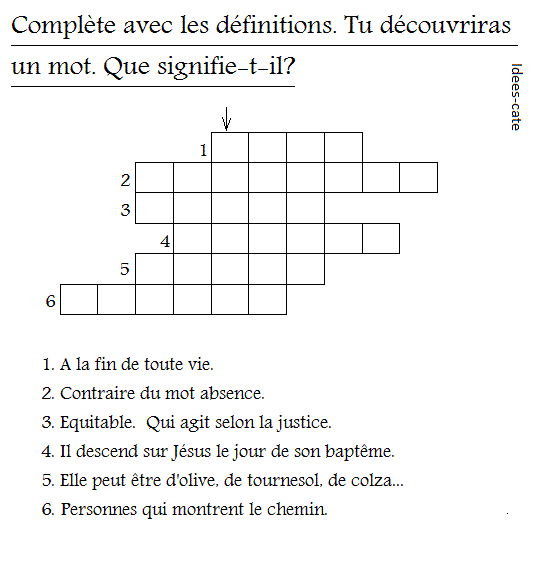 Complète avec les définitions. Tu découvriras
un mot. Que signifie-t-il?
Idees-cate
1
2
3
4
5
6
1. A la fin de toute vie.
2. Contraire du mot absence.
3. Equitable. Qui agit selon la justice.
4. Il descend sur Jésus le jour de son baptême.
5. Elle peut être d'olive, de tournesol, de colza...
6. Personnes qui montrent le chemin.